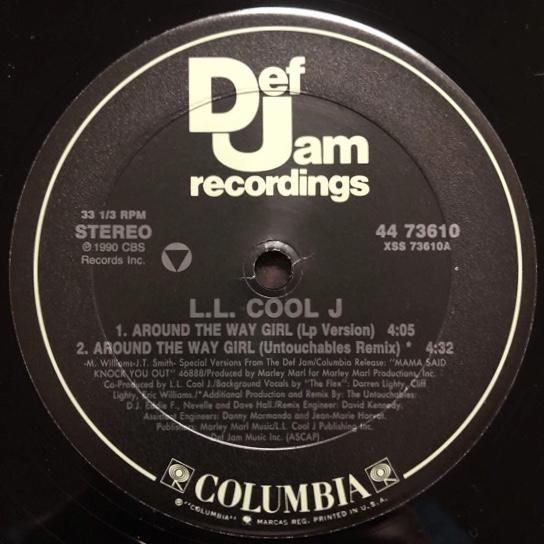 Def
Jam
recordings
33 1/3 RPM
STEREO
℗ 1990 CBS
Records Inc.
44 73610
XSS 73610A
L.L. COOL J
1. AROUND THE WAY GIRL (Lp Version) 4:05
2. AROUND THE WAY GIRL (Untouchables Remix) * 4:32
-M. Williams-J.T. Smith- Special Versions From The Def Jam/Columbia Release: "MAMA SAID
KNOCK YOU OUT" 46888/Produced by Marley Marl for Marley Marl Productions, Inc.
Co-Produced by L.L. Cool J./Background Vocals by "The Flex": Darren Lighty, Cliff
Lighty, Eric Williams./*Additional Production and Remix By: The Untouchables:
D.J. Eddie F., Nevelle and Dave Hall./Remix Engineer: David Kennedy.
Assistant Engineers: Danny Mormando and Jean-Marie Horvat.
Publishers: Marley Marl Music/L.L. Cool J Publishing Inc.
Def Jam Music Inc. (ASCAP)
COLUMBIA
® "COLUMBIA" MARCAS REG. PRINTED IN U.S.A.